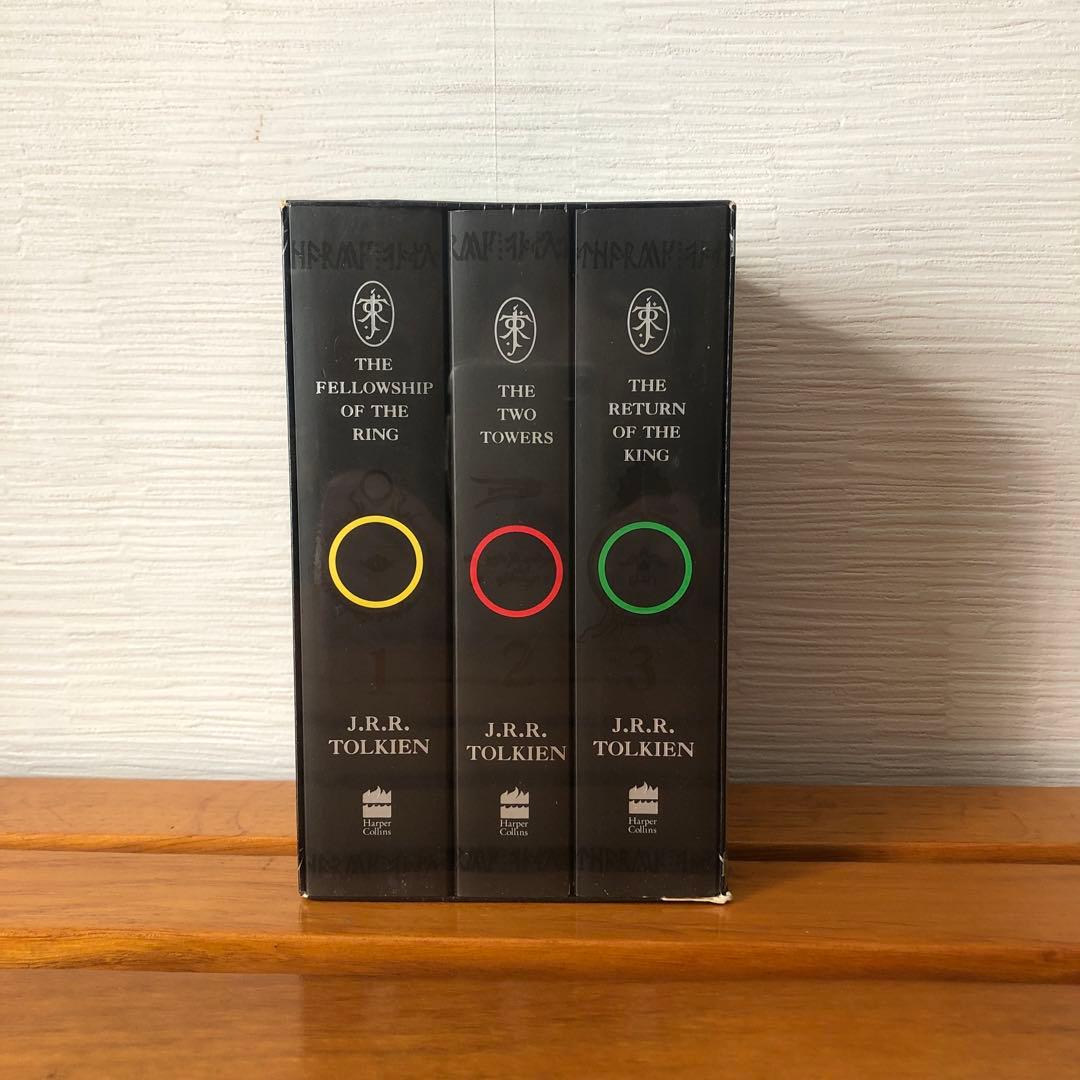 THE
FELLOWSHIP
OF THE
RING
1
J.R.R.
TOLKIEN
Harper
Collins
THE
TWO
TOWERS
2
J.R.R.
TOLKIEN
Harper
Collins
THE
RETURN
OF THE
KING
3
J.R.R.
TOLKIEN
Harper
Collins